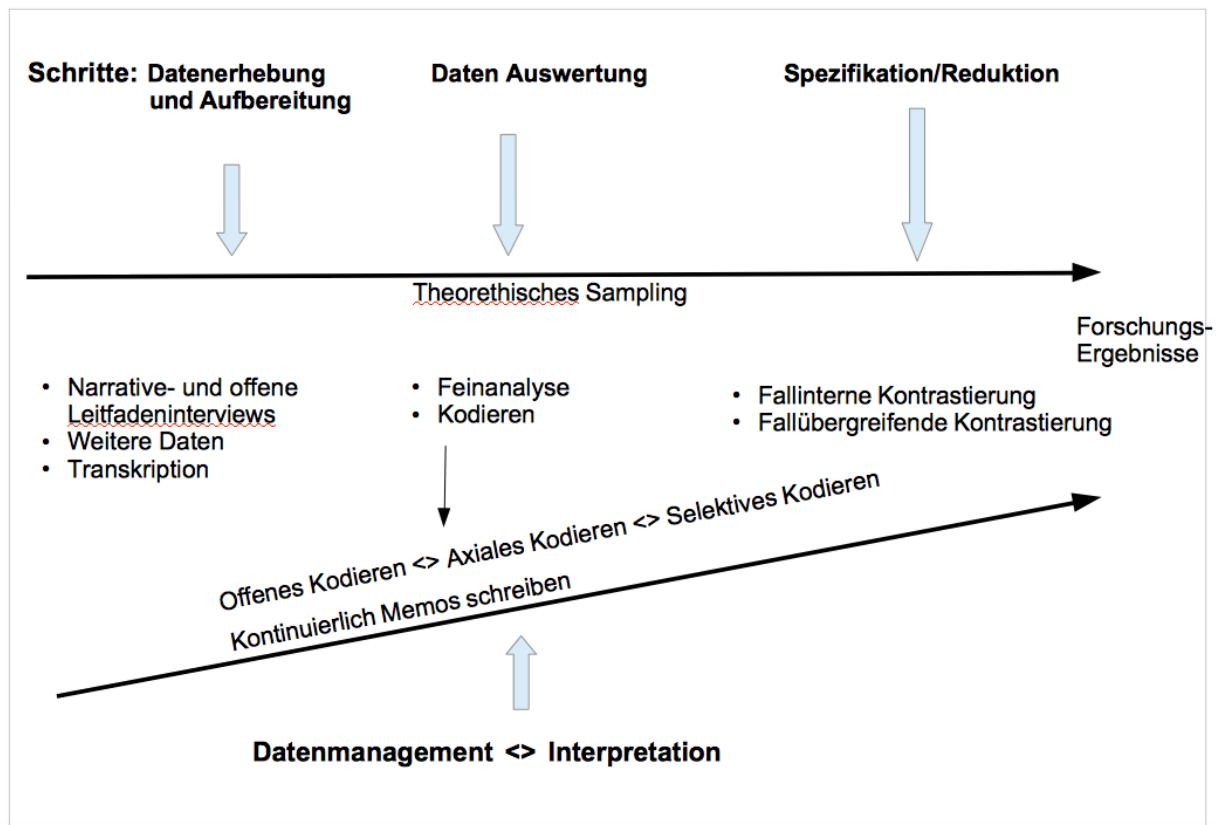 Schritte: Datenerhebung
und Aufbereitung
Daten Auswertung
Spezifikation/Reduktion
Theorethisches Sampling
Forschungs-
Ergebnisse
• Narrative- und offene
Leitfadeninterviews
• Weitere Daten
• Transkription
• Feinanalyse
• Kodieren
• Fallinterne Kontrastierung
• Fallübergreifende Kontrastierung
Offenes Kodieren <> Axiales Kodieren <> Selektives Kodieren
Kontinuierlich Memos schreiben
Datenmanagement <> Interpretation